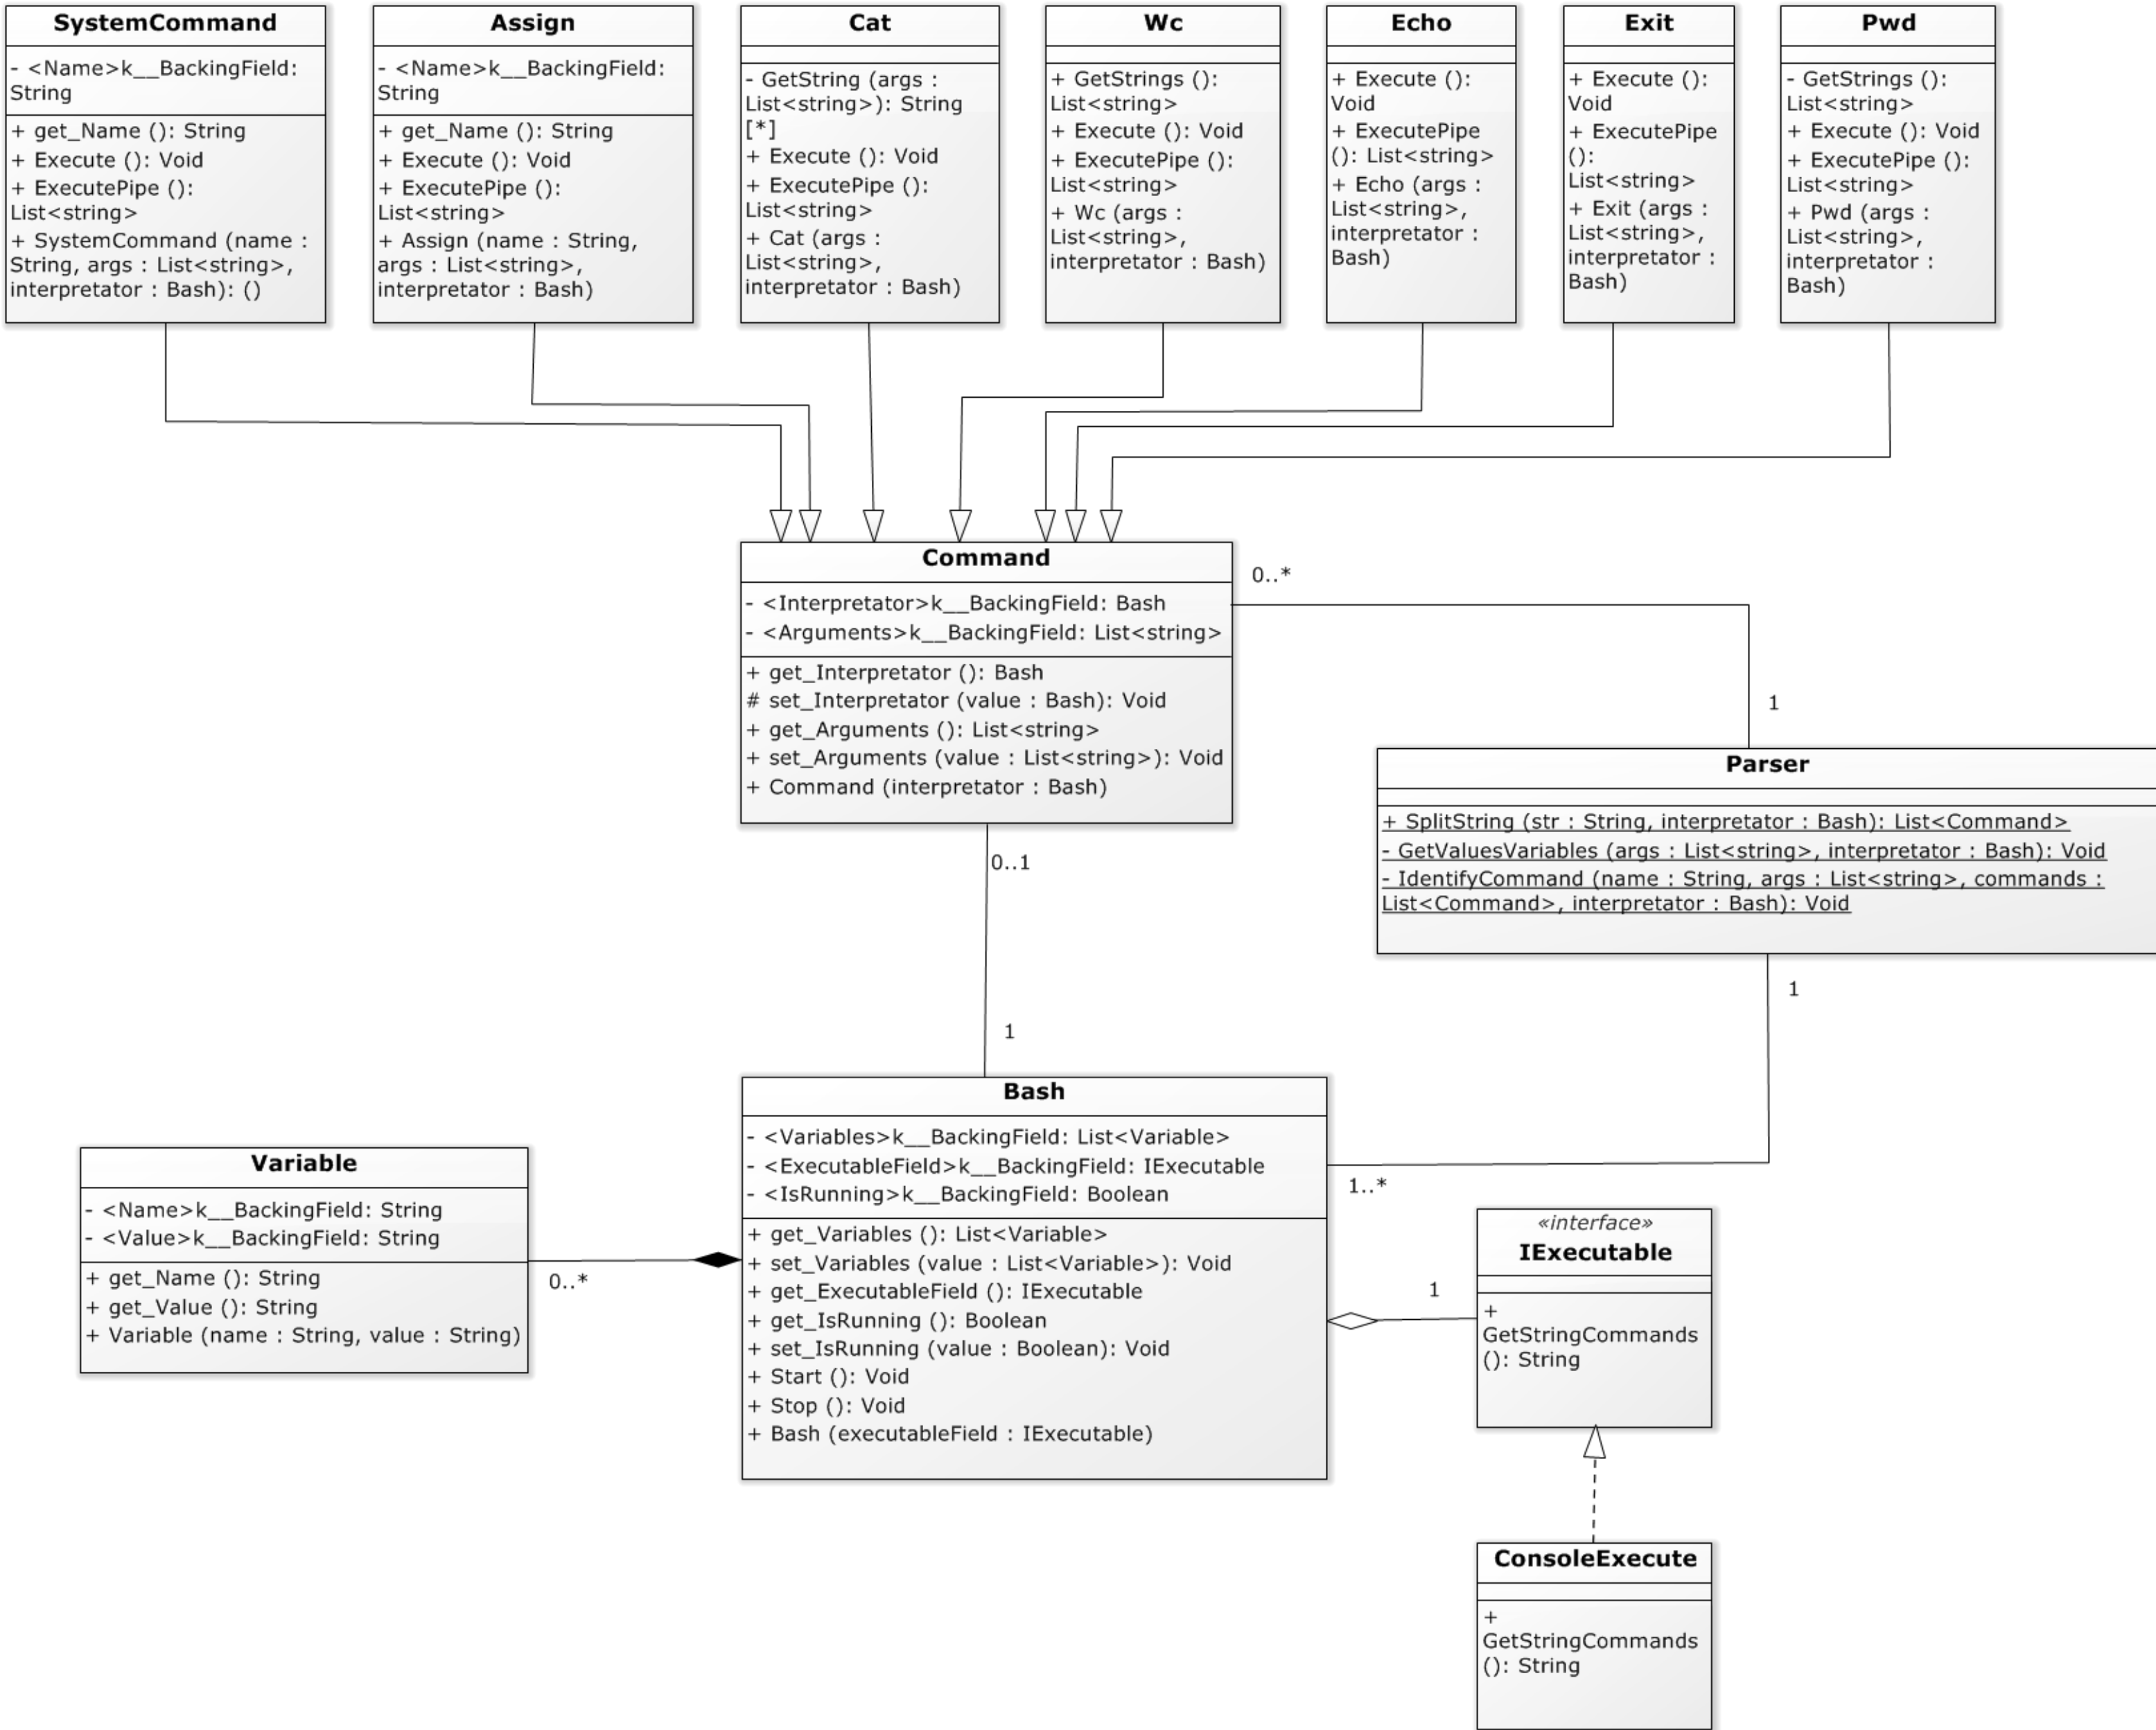 SystemCommand
- <Name>k__BackingField:
String
+ get_Name (): String
+ Execute (): Void
+ ExecutePipe ():
List<string>
+ SystemCommand (name :
String, args : List<string>,
interpretator : Bash): ()
Assign
- <Name>k__BackingField:
String
+ get_Name (): String
+ Execute (): Void
+ ExecutePipe ():
List<string>
+ Assign (name : String,
args : List<string>,
interpretator : Bash)
Cat
- GetString (args :
List<string>): String
[*]
+ Execute (): Void
+ ExecutePipe ():
List<string>
+ Cat (args :
List<string>,
interpretator : Bash)
Wc
+ GetStrings ():
List<string>
+ Execute (): Void
+ ExecutePipe ():
List<string>
+ Wc (args :
List<string>,
interpretator : Bash)
Echo
+ Execute ():
Void
+ ExecutePipe
(): List<string>
+ Echo (args :
List<string>,
interpretator :
Bash)
Exit
+ Execute ():
Void
+ ExecutePipe
():
List<string>
+ Exit (args :
List<string>,
interpretator :
Bash)
Pwd
- GetStrings ():
List<string>
+ Execute (): Void
+ ExecutePipe ():
List<string>
+ Pwd (args :
List<string>,
interpretator :
Bash)
Command
- <Interpretator>k__BackingField: Bash
- <Arguments>k__BackingField: List<string>
+ get_Interpretator (): Bash
# set_Interpretator (value : Bash): Void
+ get_Arguments (): List<string>
+ set_Arguments (value : List<string>): Void
+ Command (interpretator : Bash)
0..*
1
Parser
+ SplitString (str : String, interpretator : Bash): List<Command>
- GetValuesVariables (args : List<string>, interpretator : Bash): Void
- IdentifyCommand (name : String, args : List<string>, commands :
List<Command>, interpretator : Bash): Void
0..1
1
1
Bash
- <Variables>k__BackingField: List<Variable>
- <ExecutableField>k__BackingField: IExecutable
- <IsRunning>k__BackingField: Boolean
+ get_Variables (): List<Variable>
+ set_Variables (value : List<Variable>): Void
+ get_ExecutableField (): IExecutable
+ get_IsRunning (): Boolean
+ set_IsRunning (value : Boolean): Void
+ Start (): Void
+ Stop (): Void
+ Bash (executableField : IExecutable)
1..*
Variable
- <Name>k__BackingField: String
- <Value>k__BackingField: String
+ get_Name (): String
+ get_Value (): String
+ Variable (name : String, value : String)
0..*
1
«interface»
IExecutable
+
GetStringCommands
(): String
ConsoleExecute
+
GetStringCommands
(): String